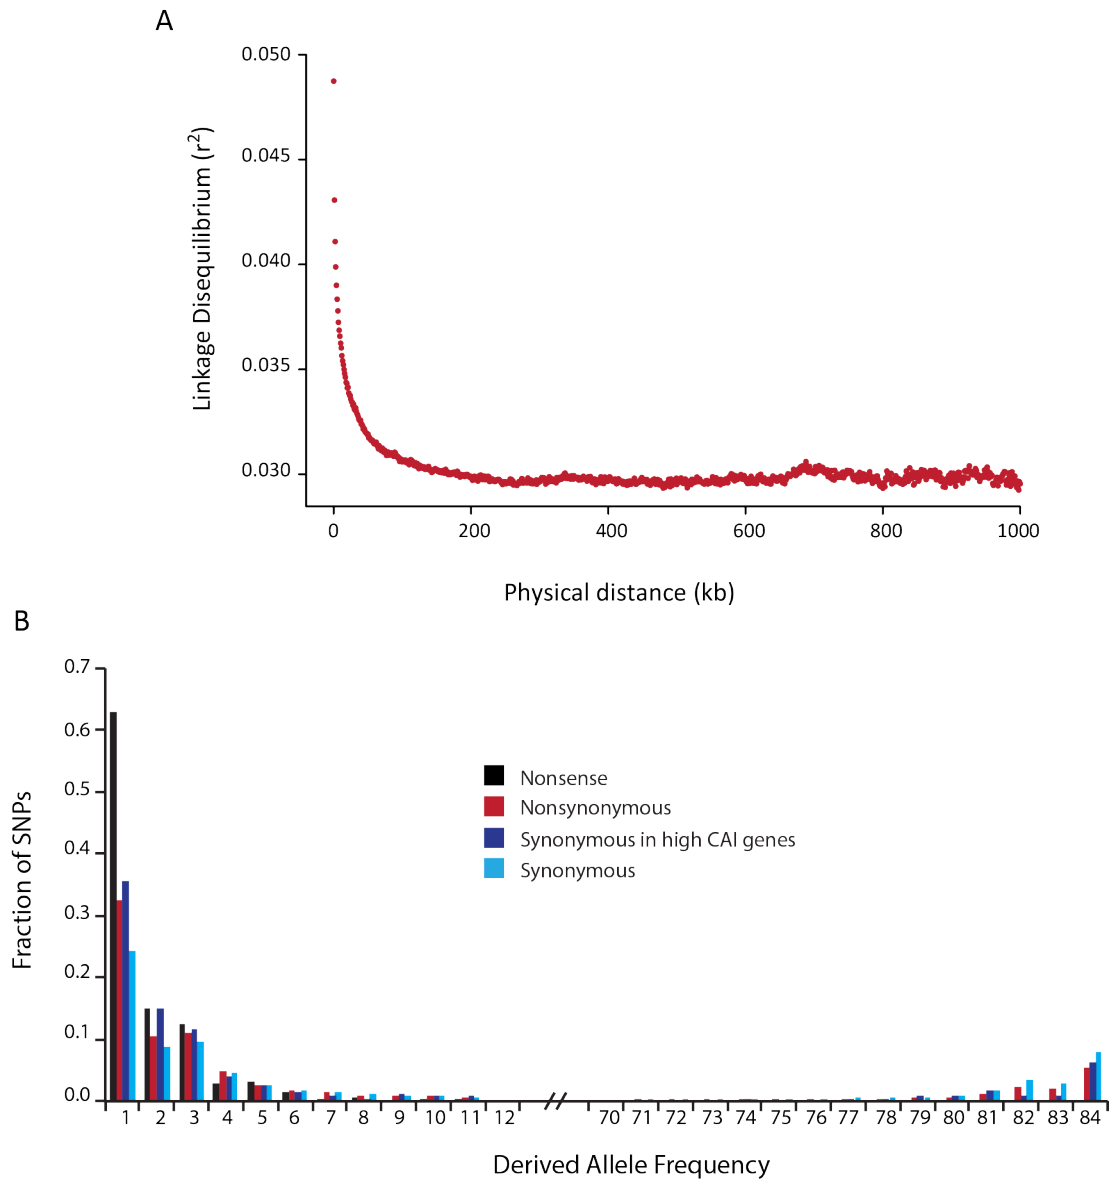 A
0.050
0.045
0.040
0.035
0.030
Linkage Disequilibrium (r²)
0 200 400 600 800 1000
Physical distance (kb)
B
0.7
0.6
0.5
0.4
0.3
0.2
0.1
0.0
Fraction of SNPs
Nonsense
Nonsynonymous
Synonymous in high CAI genes
Synonymous
1 2 3 4 5 6 7 8 9 10 11 12 70 71 72 73 74 75 76 77 78 79 80 81 82 83 84
Derived Allele Frequency